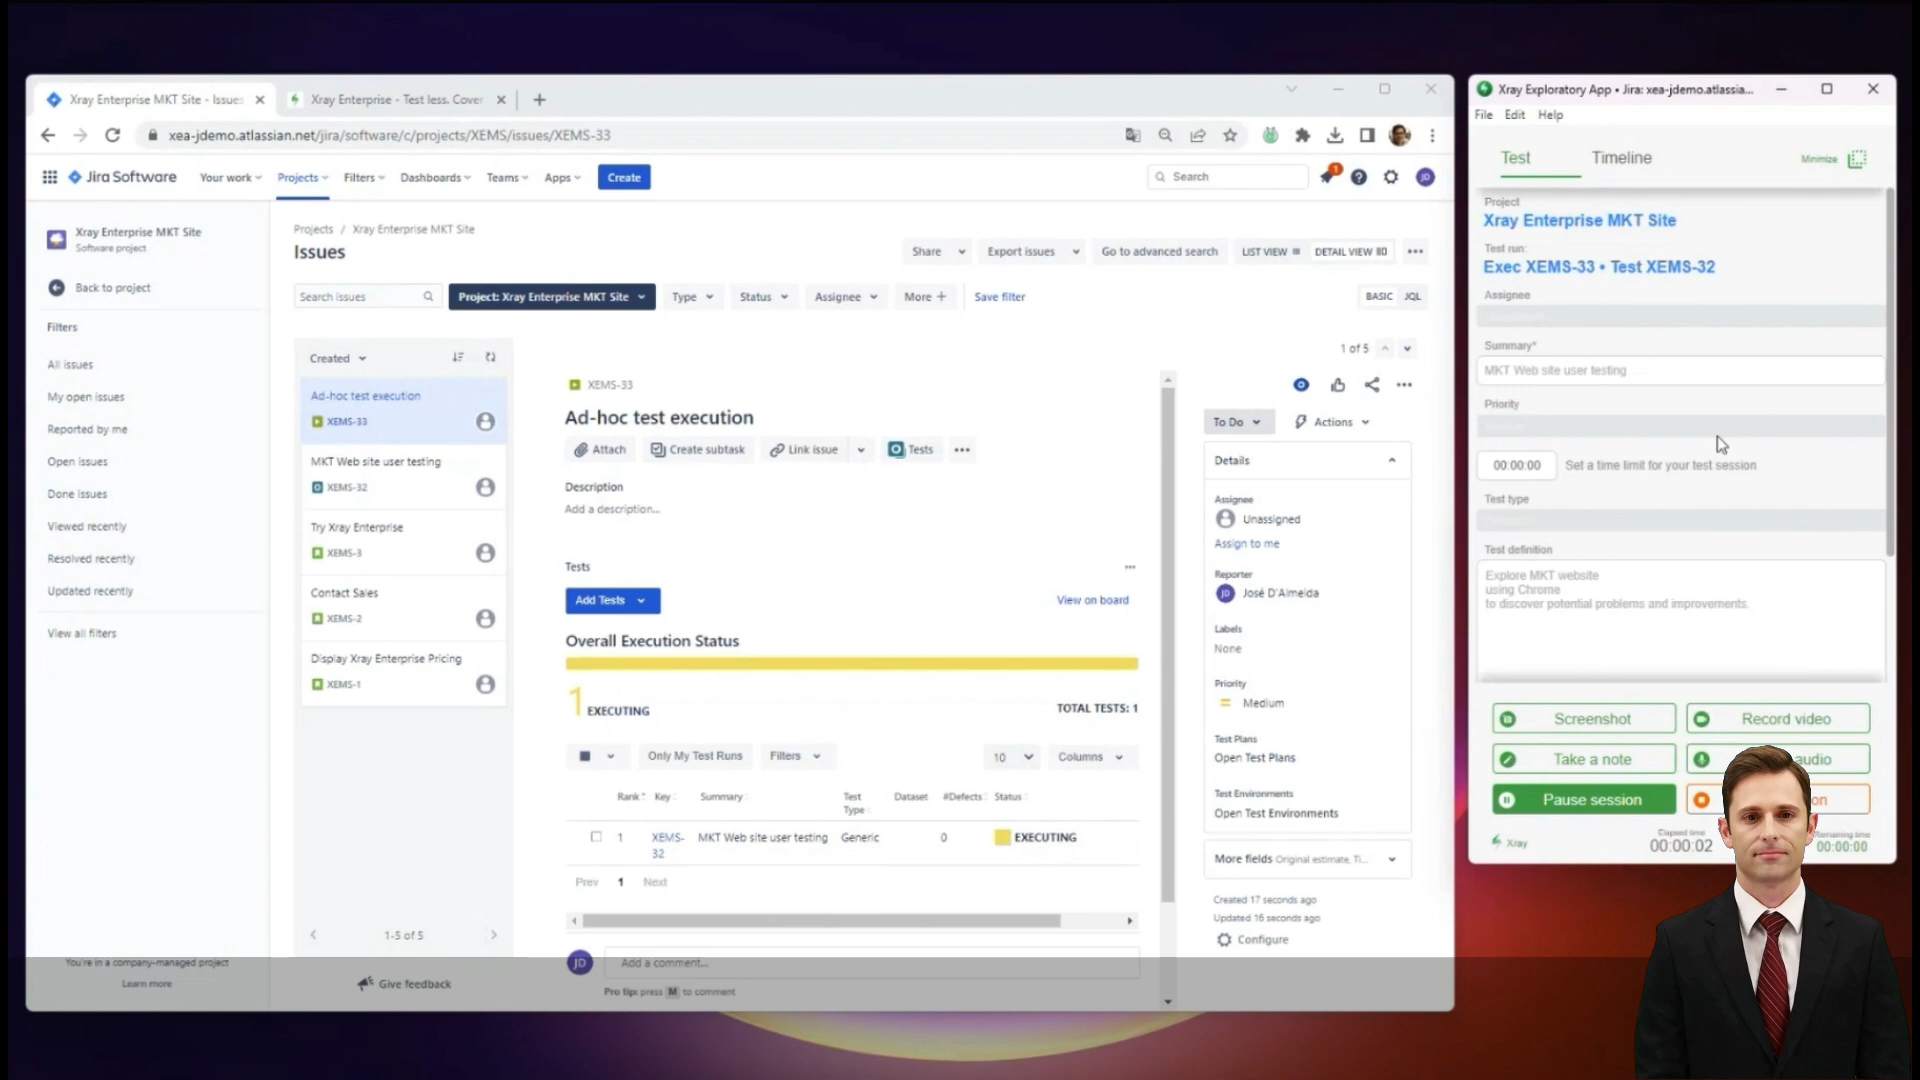 Xray Enterprise MKT Site - Issues
Xray Enterprise - Test less. Cover
xea-jdemo.atlassian.net/jira/software/c/projects/XEMS/issues/XEMS-33
Jira Software
Your work
Projects
Filters
Dashboards
Teams
Apps
Create
Search
1
JD
Xray Enterprise MKT Site
Software project
Back to project
Filters
All issues
My open issues
Reported by me
Open issues
Done issues
Viewed recently
Resolved recently
Updated recently
View all filters
You're in a company-managed project
Learn more
Projects / Xray Enterprise MKT Site
Issues
Share
Export issues
Go to advanced search
LIST VIEW
DETAIL VIEW
Search issues
Project: Xray Enterprise MKT Site
Type
Status
Assignee
More +
Save filter
BASIC
JQL
Created
Ad-hoc test execution
XEMS-33
MKT Web site user testing
XEMS-32
Try Xray Enterprise
XEMS-3
Contact Sales
XEMS-2
Display Xray Enterprise Pricing
XEMS-1
1-5 of 5
Give feedback
1 of 5
XEMS-33
Ad-hoc test execution
Attach
Create subtask
Link issue
Tests
Description
Add a description...
Tests
Add Tests
View on board
Overall Execution Status
1 EXECUTING
TOTAL TESTS: 1
Only My Test Runs
Filters
10
Columns
Rank Key Summary Test Type Dataset #Defects Status
1 XEMS-32 MKT Web site user testing Generic 0 EXECUTING
Prev 1 Next
JD
Add a comment...
Pro tip: press M to comment
To Do
Actions
Details
Assignee
Unassigned
Assign to me
Reporter
JD José D'Almeida
Labels
None
Priority
Medium
Test Plans
Open Test Plans
Test Environments
Open Test Environments
More fields Original estimate, Ti...
Created 17 seconds ago
Updated 16 seconds ago
Configure
Xray Exploratory App • Jira: xea-jdemo.atlassia...
File Edit Help
Test
Timeline
Minimize
Project
Xray Enterprise MKT Site
Test run:
Exec XEMS-33 • Test XEMS-32
Assignee
Summary*
MKT Web site user testing
Priority
00:00:00
Set a time limit for your test session
Test type
Test definition
Explore MKT website
using Chrome
to discover potential problems and improvements.
Screenshot
Record video
Take a note
audio
Pause session
on
Xray
Elapsed time
00:00:02
Remaining time
00:00:00